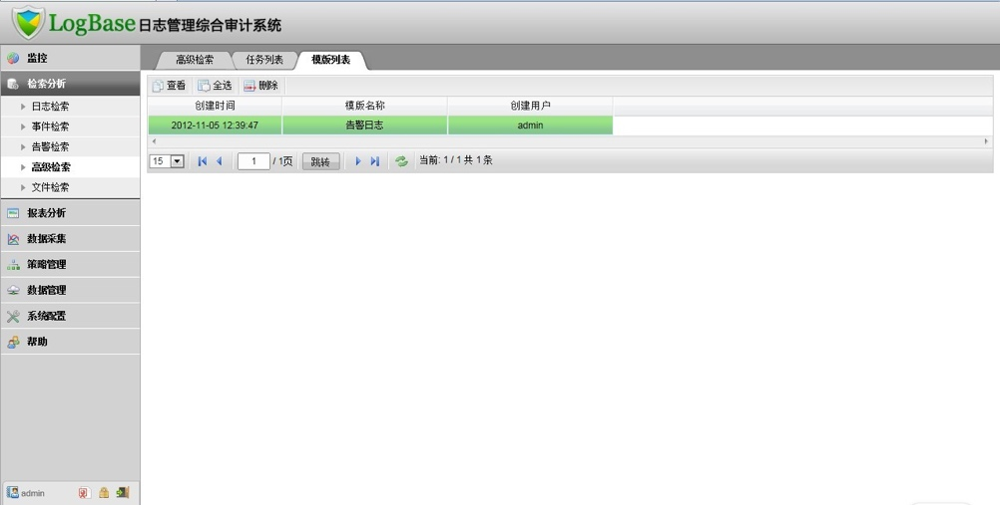 LogBase日志管理综合审计系统
监控
检索分析
日志检索
事件检索
告警检索
高级检索
文件检索
报表分析
数据采集
策略管理
数据管理
系统配置
帮助
admin
高级检索 任务列表 模版列表
查看 全选 删除
创建时间 模版名称 创建用户
2012-11-05 12:39:47 告警日志 admin
15 1 / 1页 跳转 当前: 1 / 1 共 1 条